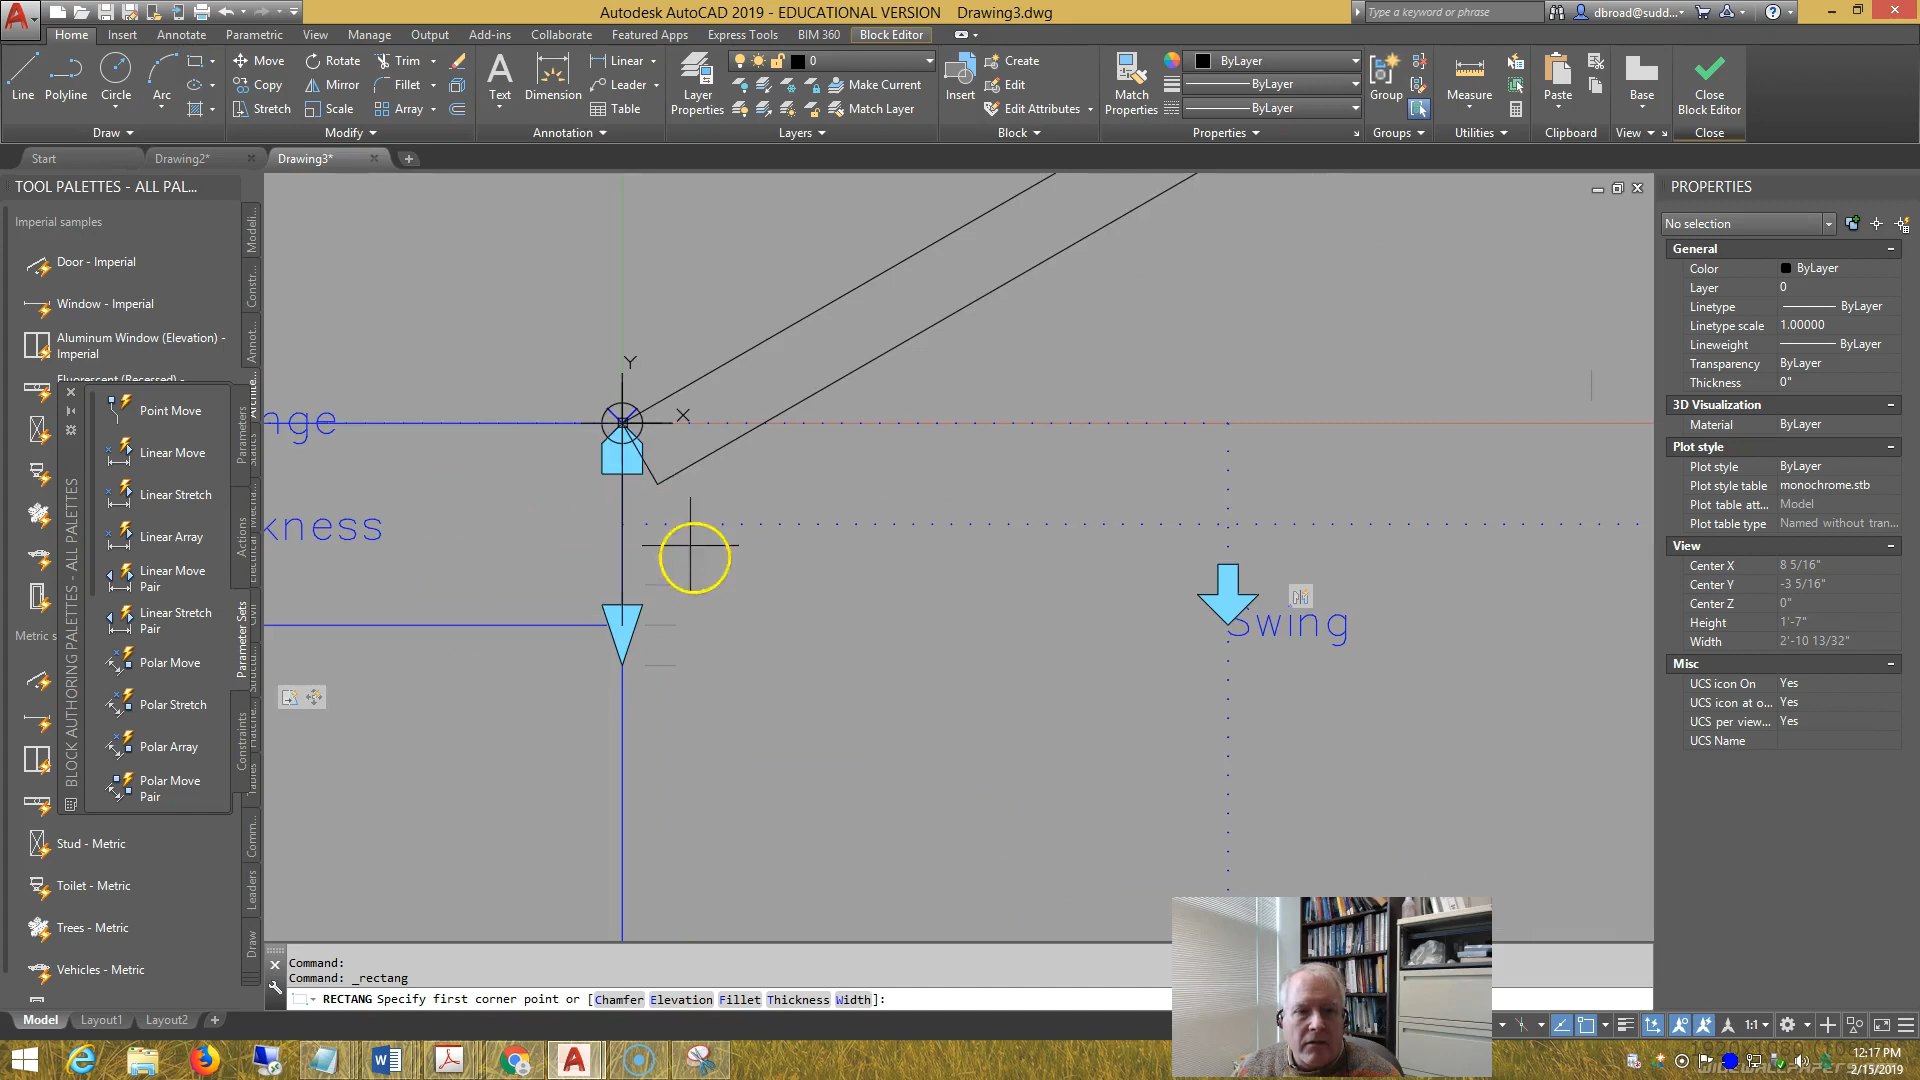 Autodesk AutoCAD 2019 - EDUCATIONAL VERSION Drawing3.dwg
Type a keyword or phrase
dbroad@sudd...
Home Insert Annotate Parametric View Manage Output Add-ins Collaborate Featured Apps Express Tools BIM 360 Block Editor
Line Polyline Circle Arc
Move Rotate Trim
Copy Mirror Fillet
Stretch Scale Array
Text Dimension
Linear
Leader
Table
Layer Properties
0
Make Current
Match Layer
Insert
Create
Edit
Edit Attributes
Match Properties
ByLayer
ByLayer
ByLayer
Group
Measure
Paste
Base
Close Block Editor
Draw Modify Annotation Layers Block Properties Groups Utilities Clipboard View Close
Start Drawing2* Drawing3*
TOOL PALETTES - ALL PAL...
Imperial samples
Door - Imperial
Window - Imperial
Aluminum Window (Elevation) -
Imperial
Fluorescent (Recessed) -
Metric s
Stud - Metric
Toilet - Metric
Trees - Metric
Vehicles - Metric
Modeli...
Constr...
Annot...
Archite...
Comm...
Leaders
Draw
BLOCK AUTHORING PALETTES - ALL PALETTES
Point Move
Linear Move
Linear Stretch
Linear Array
Linear Move
Pair
Linear Stretch
Pair
Polar Move
Polar Stretch
Polar Array
Polar Move
Pair
Parameters
Actions
Parameter Sets
Constraints
Y
X
nge
kness
Swing
PROPERTIES
No selection
General
Color ByLayer
Layer 0
Linetype ByLayer
Linetype scale 1.00000
Lineweight ByLayer
Transparency ByLayer
Thickness 0"
3D Visualization
Material ByLayer
Plot style
Plot style ByLayer
Plot style table monochrome.stb
Plot table att... Model
Plot table type Named without tran...
View
Center X 8 5/16"
Center Y -3 5/16"
Center Z 0"
Height 1'-7"
Width 2'-10 13/32"
Misc
UCS icon On Yes
UCS icon at o... Yes
UCS per view... Yes
UCS Name
Command:
Command: _rectang
RECTANG Specify first corner point or [Chamfer Elevation Fillet Thickness Width]:
Model Layout1 Layout2
1:1
12:17 PM
2/15/2019